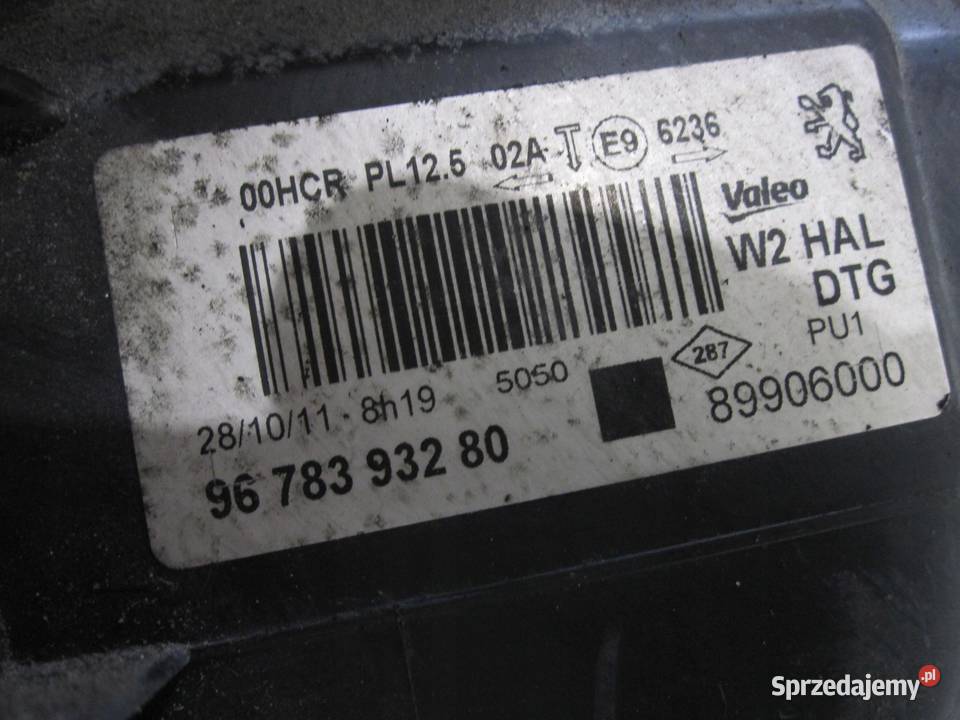 00HCR PL12.5 02A E9 6236
Valeo
W2 HAL
DTG
PU1
287
28/10/11 - 8h19 5050
89906000
96 783 932 80
Sprzedajemy.pl